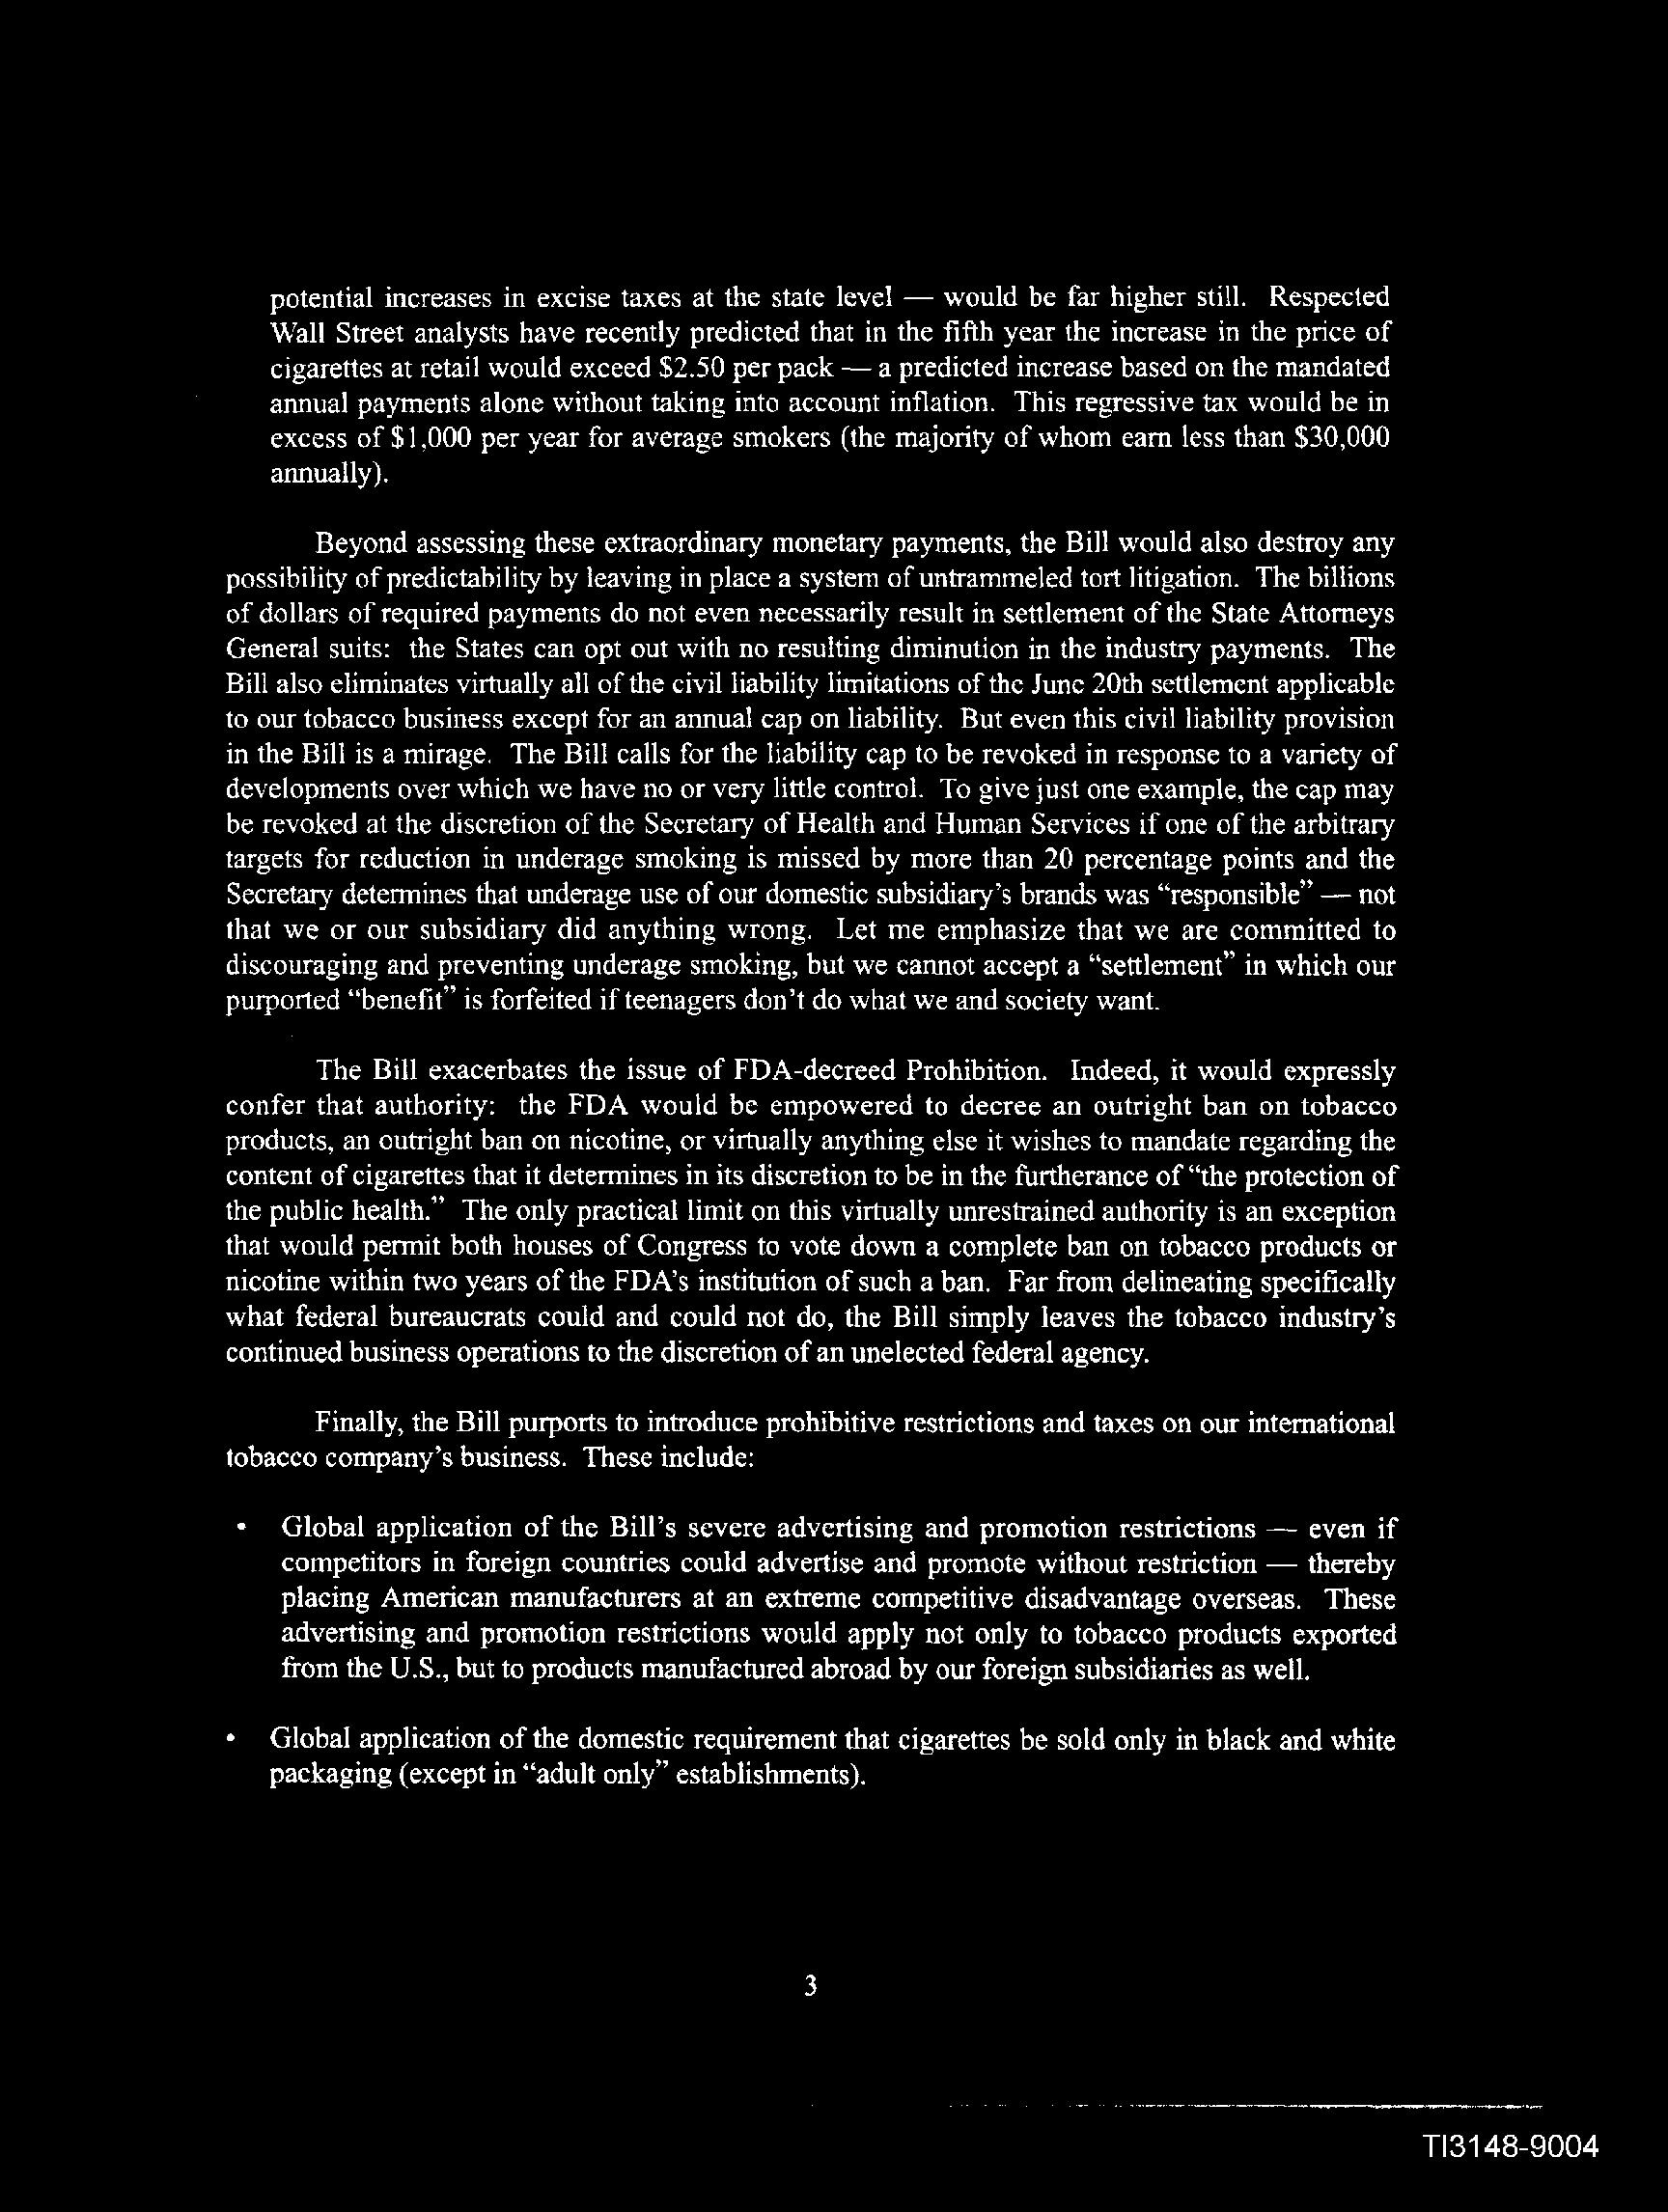 potential increases in excise taxes at the state level — would be far higher still. Respected
Wall Street analysts have recently predicted that in the fifth year the increase in the price of
cigarettes at retail would exceed $2.50 per pack — a predicted increase based on the mandated
annual payments alone without taking into account inflation. This regressive tax would be in
excess of $1,000 per year for average smokers (the majority of whom earn less than $30,000
annually).
Beyond assessing these extraordinary monetary payments, the Bill would also destroy any
possibility of predictability by leaving in place a system of untrammeled tort litigation. The billions
of dollars of required payments do not even necessarily result in settlement of the State Attorneys
General suits: the States can opt out with no resulting diminution in the industry payments. The
Bill also eliminates virtually all of the civil liability limitations of the June 20th settlement applicable
to our tobacco business except for an annual cap on liability. But even this civil liability provision
in the Bill is a mirage. The Bill calls for the liability cap to be revoked in response to a variety of
developments over which we have no or very little control. To give just one example, the cap may
be revoked at the discretion of the Secretary of Health and Human Services if one of the arbitrary
targets for reduction in underage smoking is missed by more than 20 percentage points and the
Secretary determines that underage use of our domestic subsidiary's brands was “responsible” — not
that we or our subsidiary did anything wrong. Let me emphasize that we are committed to
discouraging and preventing underage smoking, but we cannot accept a “settlement” in which our
purported “benefit” is forfeited if teenagers don't do what we and society want.
The Bill exacerbates the issue of FDA-decreed Prohibition. Indeed, it would expressly
confer that authority: the FDA would be empowered to decree an outright ban on tobacco
products, an outright ban on nicotine, or virtually anything else it wishes to mandate regarding the
content of cigarettes that it determines in its discretion to be in the furtherance of “the protection of
the public health.” The only practical limit on this virtually unrestrained authority is an exception
that would permit both houses of Congress to vote down a complete ban on tobacco products or
nicotine within two years of the FDA's institution of such a ban. Far from delineating specifically
what federal bureaucrats could and could not do, the Bill simply leaves the tobacco industry's
continued business operations to the discretion of an unelected federal agency.
Finally, the Bill purports to introduce prohibitive restrictions and taxes on our international
tobacco company's business. These include:
• Global application of the Bill's severe advertising and promotion restrictions — even if
competitors in foreign countries could advertise and promote without restriction — thereby
placing American manufacturers at an extreme competitive disadvantage overseas. These
advertising and promotion restrictions would apply not only to tobacco products exported
from the U.S., but to products manufactured abroad by our foreign subsidiaries as well.
• Global application of the domestic requirement that cigarettes be sold only in black and white
packaging (except in “adult only” establishments).
3
TI3148-9004